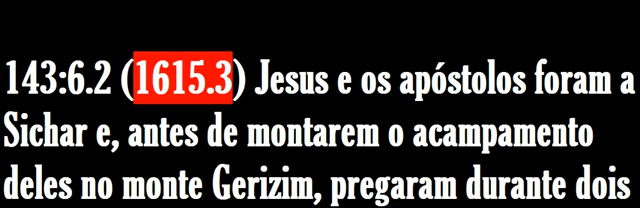 143:6.2 (1615.3) Jesus e os apóstolos foram a
Sichar e, antes de montarem o acampamento
deles no monte Gerizim, pregaram durante dois